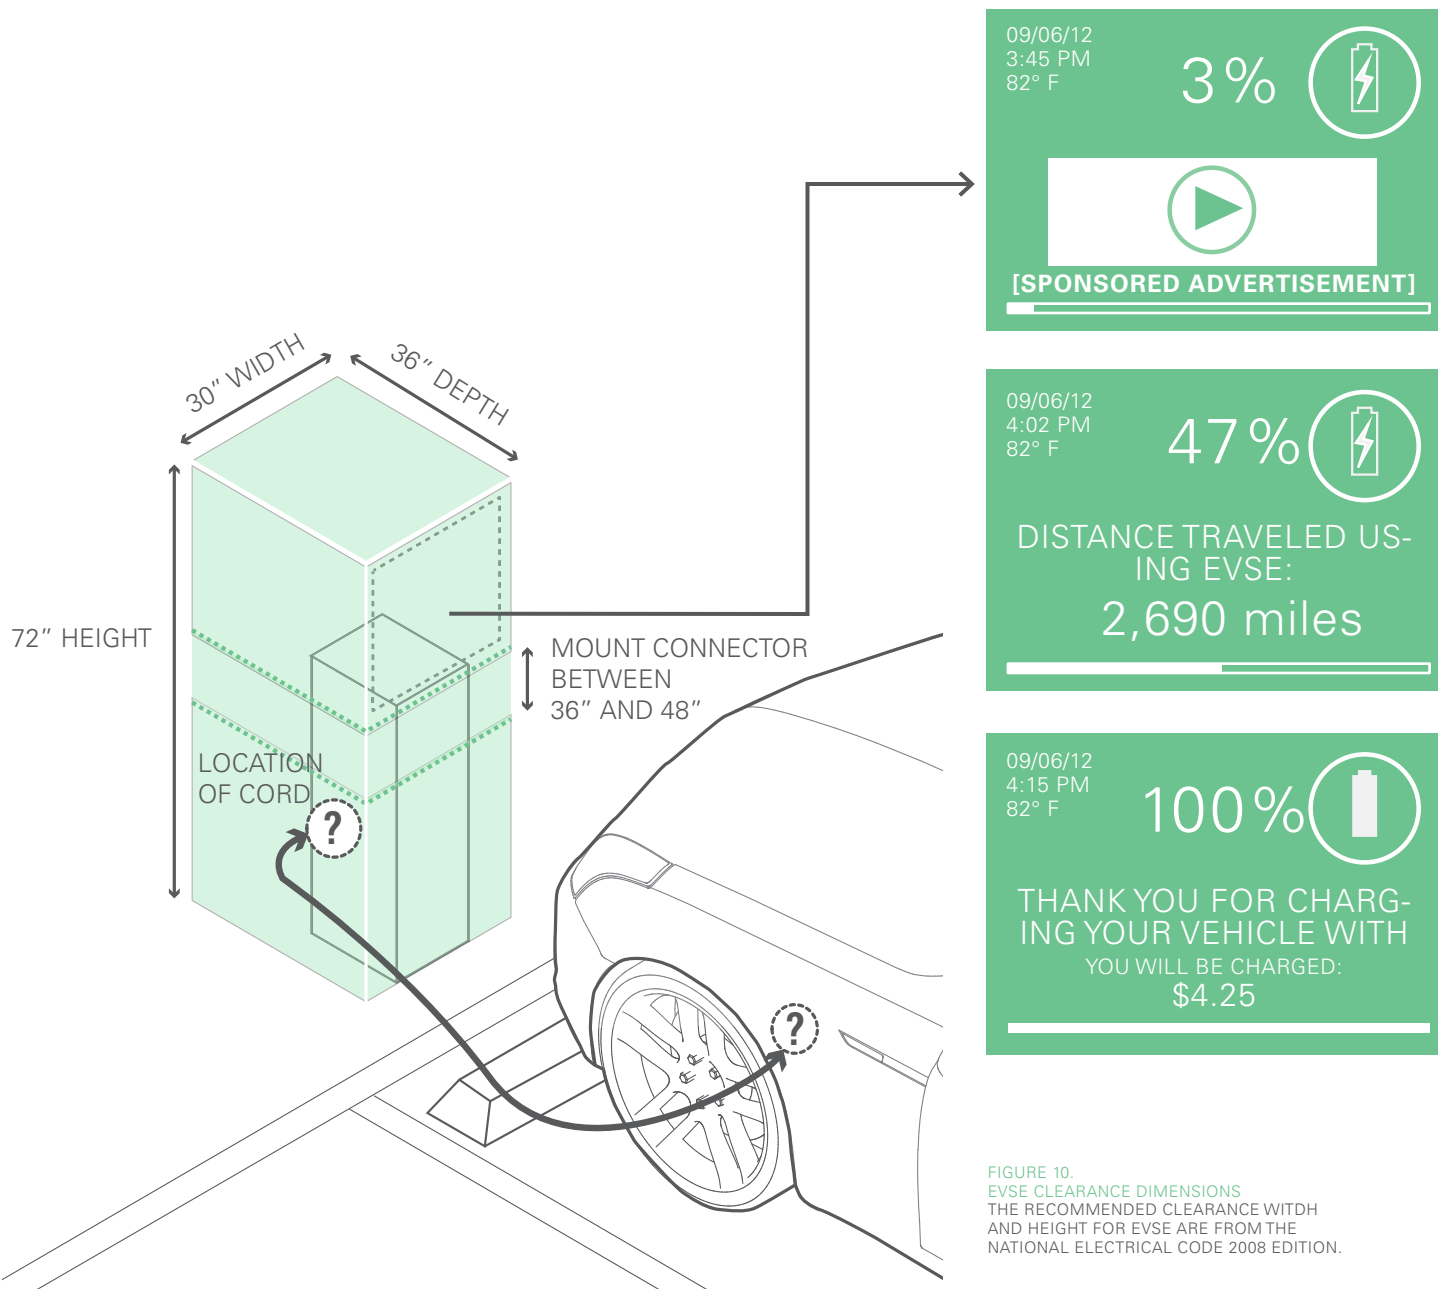 30” WIDTH
36” DEPTH
72” HEIGHT
MOUNT CONNECTOR
BETWEEN
36” AND 48”
LOCATION
OF CORD
?
?
09/06/12
3:45 PM
82° F
3%
[SPONSORED ADVERTISEMENT]
09/06/12
4:02 PM
82° F
47%
DISTANCE TRAVELED US-
ING EVSE:
2,690 miles
09/06/12
4:15 PM
82° F
100%
THANK YOU FOR CHARG-
ING YOUR VEHICLE WITH
YOU WILL BE CHARGED:
$4.25
FIGURE 10.
EVSE CLEARANCE DIMENSIONS
THE RECOMMENDED CLEARANCE WITDH
AND HEIGHT FOR EVSE ARE FROM THE
NATIONAL ELECTRICAL CODE 2008 EDITION.